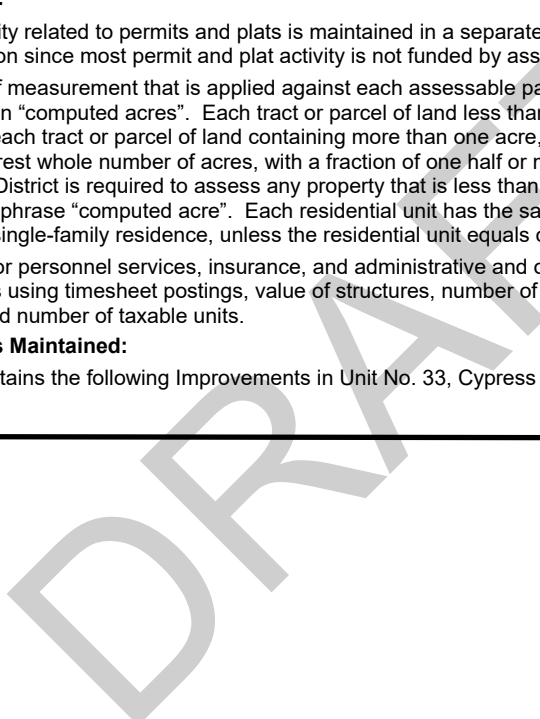 ity related to permits and plats is maintained in a separate
on since most permit and plat activity is not funded by ass
f measurement that is applied against each assessable pa
n “computed acres”. Each tract or parcel of land less than
each tract or parcel of land containing more than one acre,
rest whole number of acres, with a fraction of one half or
District is required to assess any property that is less than
phrase “computed acre”. Each residential unit has the sa
single-family residence, unless the residential unit equals
or personnel services, insurance, and administrative and
s using timesheet postings, value of structures, number of
d number of taxable units.
s Maintained:
tains the following Improvements in Unit No. 33, Cypress
DRAF